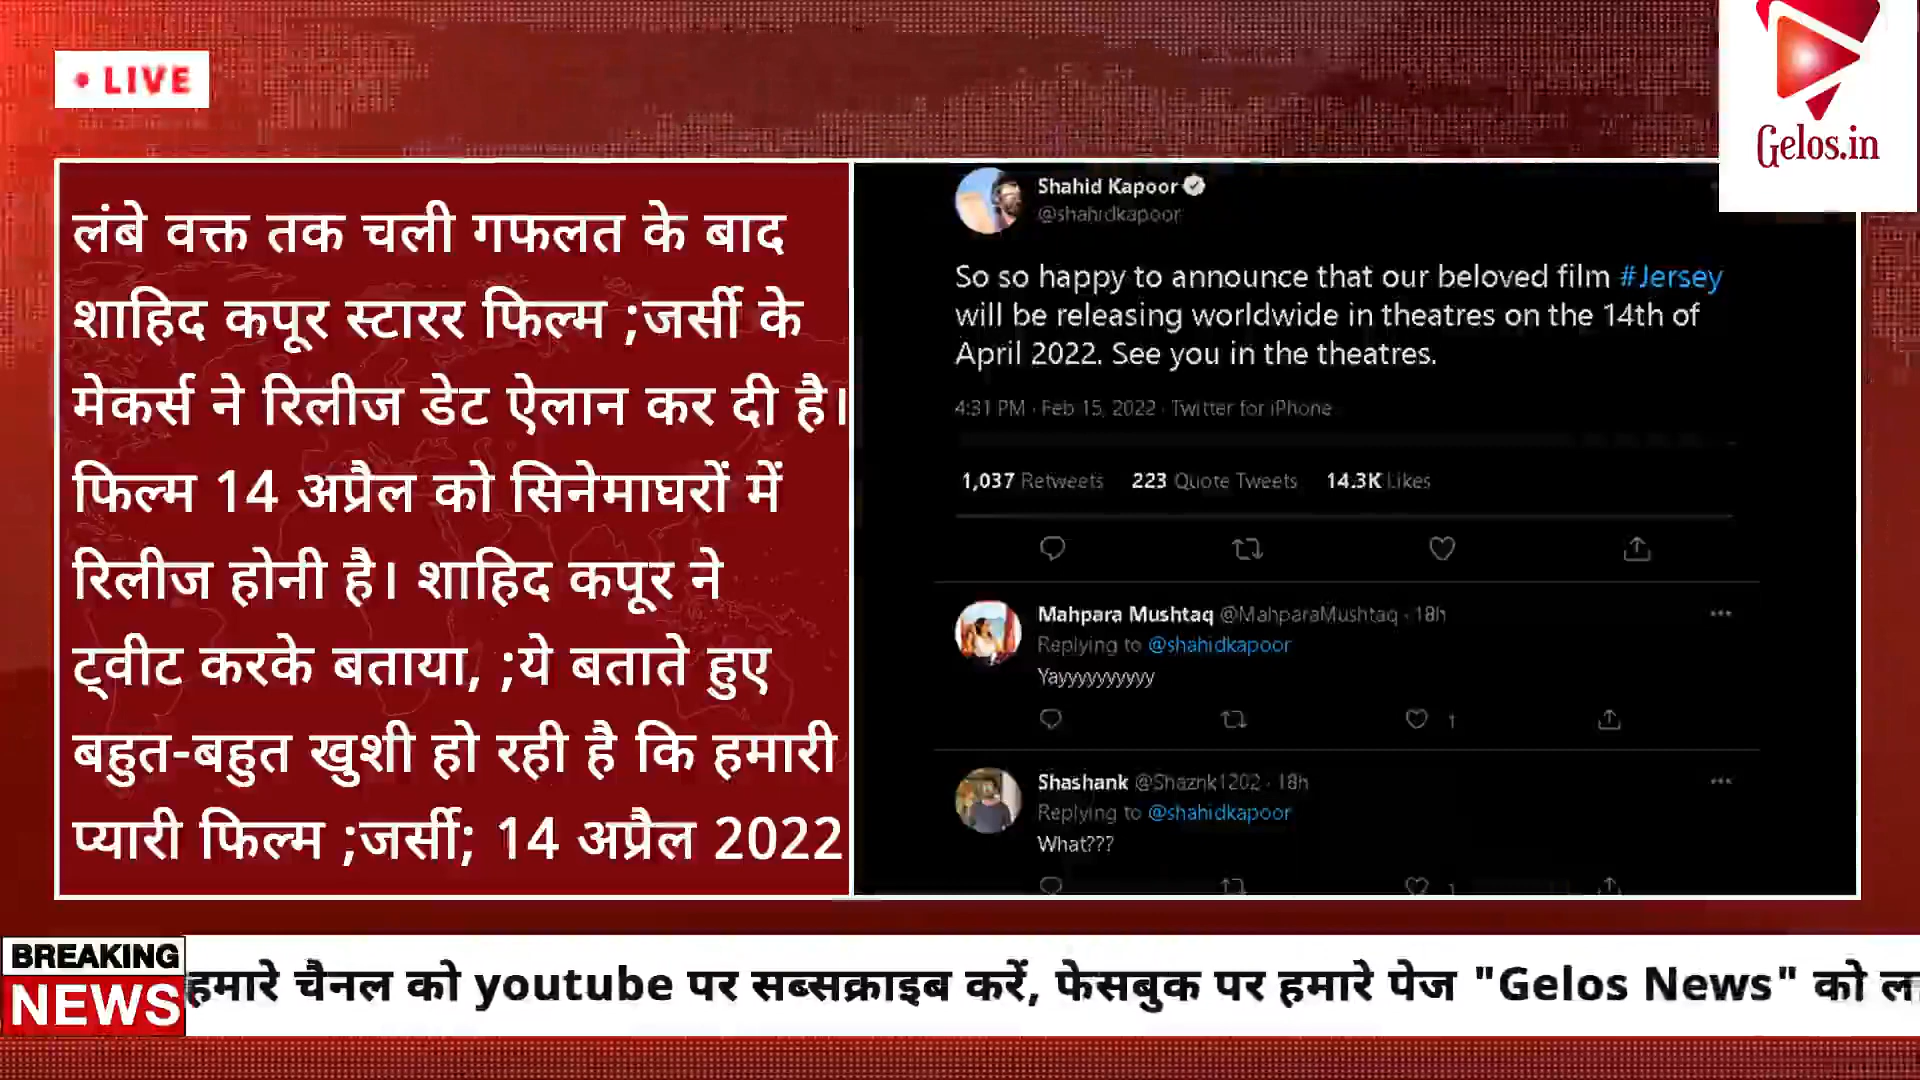 • LIVE
Gelos.in
लंबे वक्त तक चली गफलत के बाद
शाहिद कपूर स्टारर फिल्म ;जर्सी के
मेकर्स ने रिलीज डेट ऐलान कर दी है।
फिल्म 14 अप्रैल को सिनेमाघरों में
रिलीज होनी है। शाहिद कपूर ने
ट्वीट करके बताया, ;ये बताते हुए
बहुत-बहुत खुशी हो रही है कि हमारी
प्यारी फिल्म ;जर्सी; 14 अप्रैल 2022
Shahid Kapoor
@shahidkapoor
So so happy to announce that our beloved film #Jersey
will be releasing worldwide in theatres on the 14th of
April 2022. See you in the theatres.
4:31 PM · Feb 15, 2022 · Twitter for iPhone
1,037 Retweets 223 Quote Tweets 14.3K Likes
Mahpara Mushtaq @MahparaMushtaq · 18h
Replying to @shahidkapoor
Yayyyyyyyyyy
1
Shashank @Shaznk1202 · 18h
Replying to @shahidkapoor
What???
1
BREAKING
NEWS
हमारे चैनल को youtube पर सब्सक्राइब करें, फेसबुक पर हमारे पेज "Gelos News" को